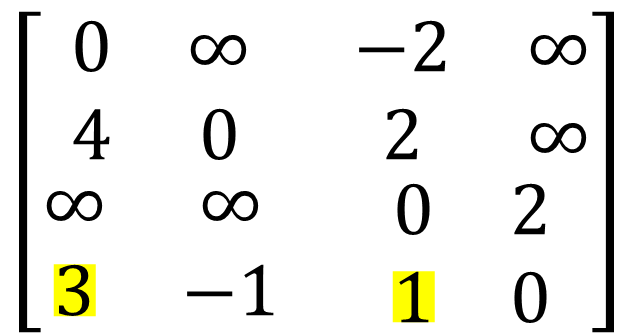 0 ∞ −2 ∞
4 0 2 ∞
∞ ∞ 0 2
3 −1 1 0